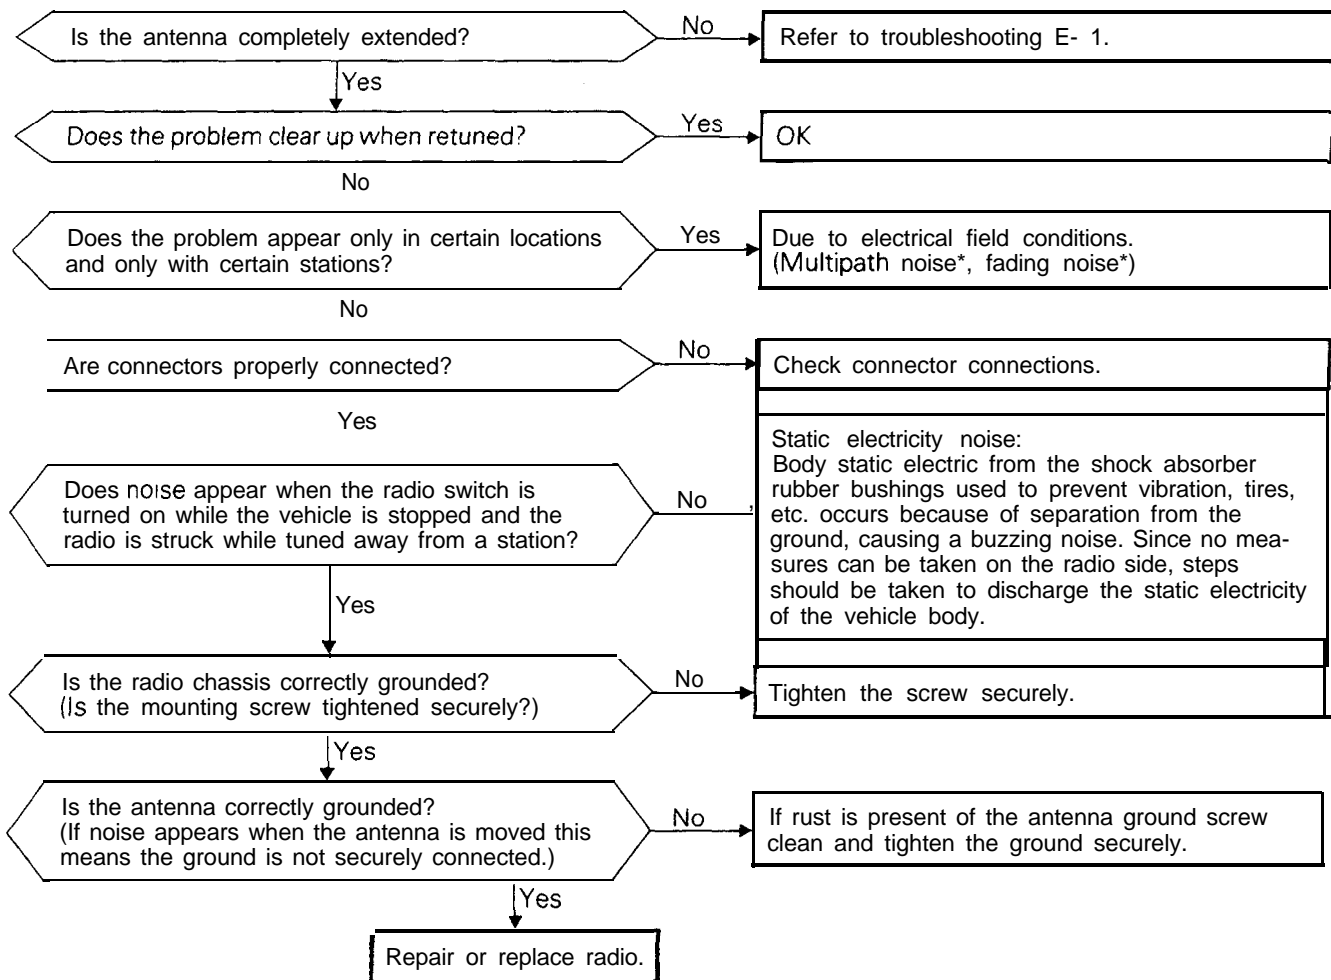 Is the antenna completely extended?
No
Refer to troubleshooting E- 1.
Yes
Does the problem clear up when retuned?
Yes
OK
No
Does the problem appear only in certain locations
and only with certain stations?
Yes
Due to electrical field conditions.
(Multipath noise*, fading noise*)
No
Are connectors properly connected?
No
Check connector connections.
Yes
Does noise appear when the radio switch is
turned on while the vehicle is stopped and the
radio is struck while tuned away from a station?
No
Static electricity noise:
Body static electric from the shock absorber
rubber bushings used to prevent vibration, tires,
etc. occurs because of separation from the
ground, causing a buzzing noise. Since no mea-
sures can be taken on the radio side, steps
should be taken to discharge the static electricity
of the vehicle body.
Yes
Is the radio chassis correctly grounded?
(Is the mounting screw tightened securely?)
No
Tighten the screw securely.
Yes
Is the antenna correctly grounded?
(If noise appears when the antenna is moved this
means the ground is not securely connected.)
No
If rust is present of the antenna ground screw
clean and tighten the ground securely.
Yes
Repair or replace radio.